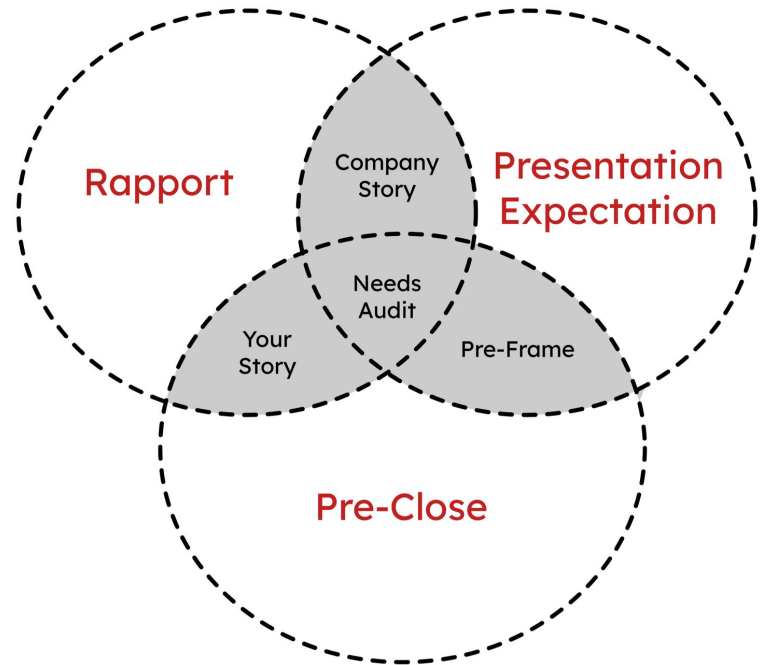 Company
Story
Rapport
Presentation
Expectation
Needs
Audit
Your
Story
Pre-Frame
Pre-Close